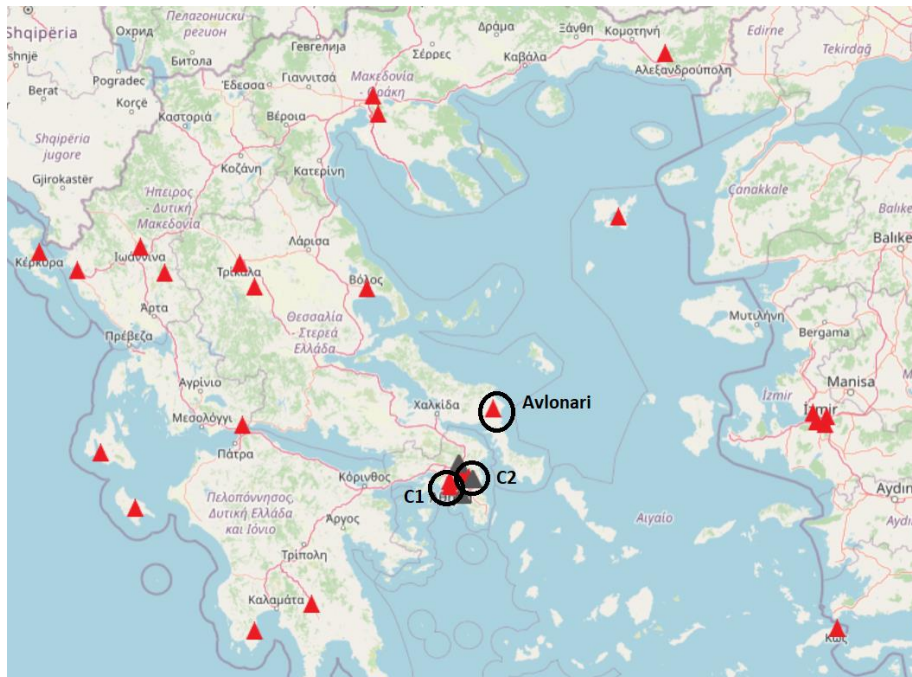 Пелагониски
регион
Охрид
Shqipëria
shnje
Битола
Гевгелија
Σέρρες
Δράμα
Ξάνθη
Κομοτηνή
Edirne
Tekirdağ
Berat
Pogradec
Korçë
Έδεσσα
Γιαννιτσά
Μακεδονία
- Θράκη
Καβάλα
Αλεξανδρούπολη
Καστοριά
Βέροια
Shqipëria
jugore
Κοζάνη
Κατερίνη
Gjirokastër
Ήπειρος
- Δυτική
Μακεδονία
Çanakkale
Balıke
Κέρκυρα
Ιωάννινα
Λάρισα
Τρίκαλα
Βόλος
Balıke
Άρτα
Θεσσαλία
- Στερεά
Ελλάδα
Μυτιλήνη
Bergama
Πρέβεζα
Αγρίνιο
Manisa
İzmir
İzmir
Μεσολόγγι
Χαλκίδα
Avlonari
Πάτρα
Κόρινθος
C1
C2
Πελοπόννησος,
Δυτική Ελλάδα
και Ιόνιο
Άργος
Αιγαίο
Aydın
Τρίπολη
Καλαμάτα
Κως